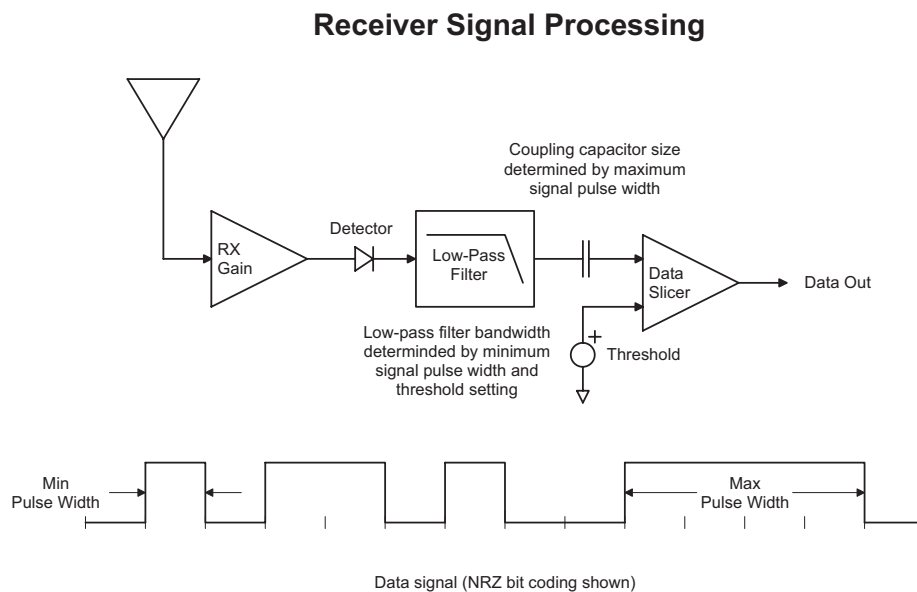 Receiver Signal Processing
Coupling capacitor size
determined by maximum
signal pulse width
Detector
RX
Gain
Low-Pass
Filter
Data
Slicer
Data Out
Low-pass filter bandwidth
determinded by minimum
signal pulse width and
threshold setting
+
Threshold
Min
Pulse Width
Max
Pulse Width
Data signal (NRZ bit coding shown)